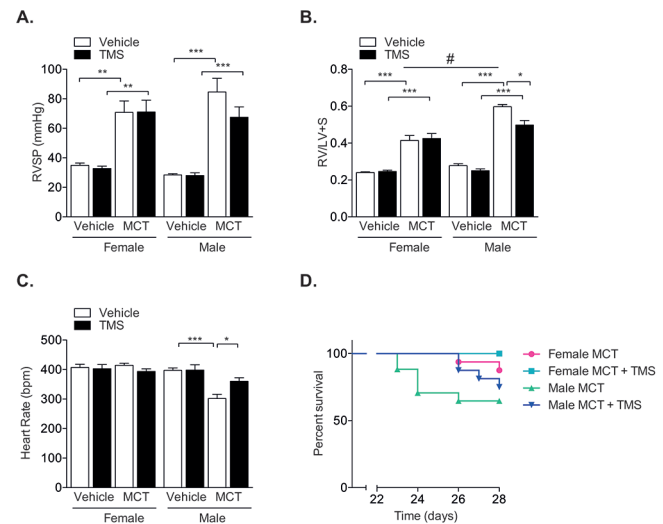 A.
Vehicle
TMS
**
**
***
***
RVSP (mmHg)
100
80
60
40
20
0
Vehicle MCT Vehicle MCT
Female Male
B.
Vehicle
TMS
#
***
***
***
*
***
RV/LV+S
0.8
0.6
0.4
0.2
0.0
Vehicle MCT Vehicle MCT
Female Male
C.
Vehicle
TMS
***
*
Heart Rate (bpm)
500
400
300
200
100
0
Vehicle MCT Vehicle MCT
Female Male
D.
Percent survival
100
50
0
22 24 26 28
Time (days)
Female MCT
Female MCT + TMS
Male MCT
Male MCT + TMS